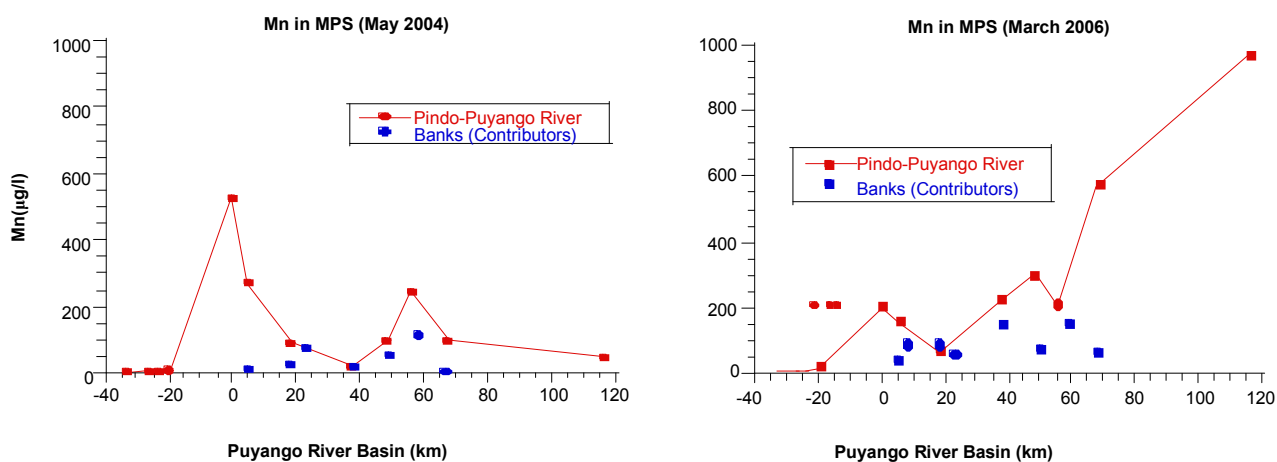 Mn in MPS (May 2004)
1000
800
600
400
200
0
Mn(µg/l)
-40 -20 0 20 40 60 80 100 120
Pindo-Puyango River
Banks (Contributors)
Puyango River Basin (km)
Mn in MPS (March 2006)
1000
800
600
400
200
0
-40 -20 0 20 40 60 80 100 120
Pindo-Puyango River
Banks (Contributors)
Puyango River Basin (km)